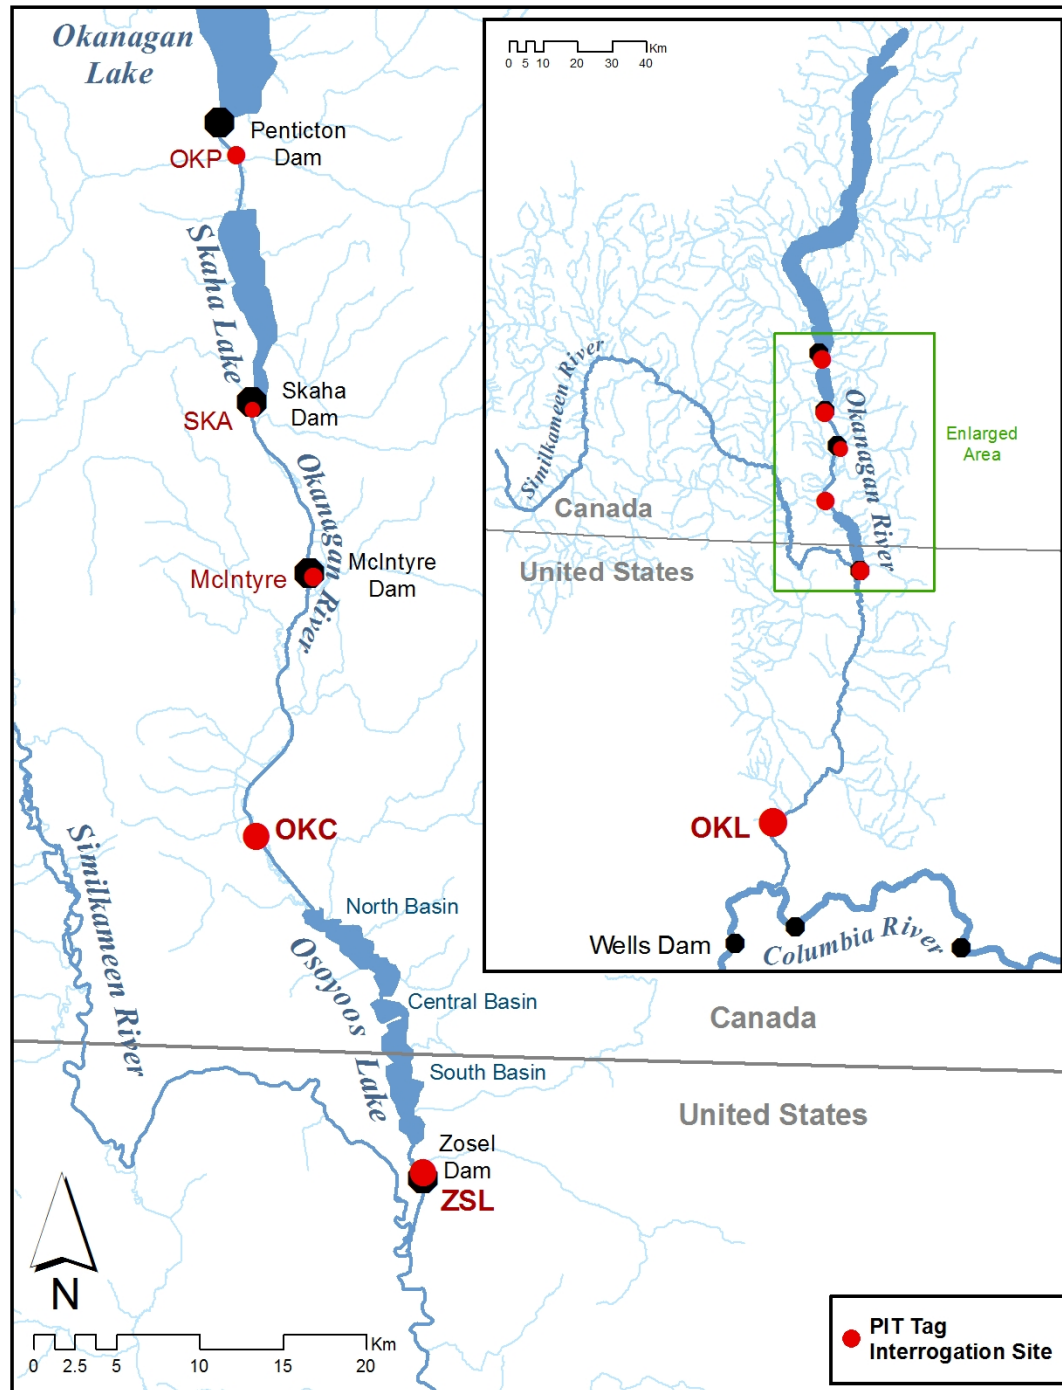 Okanagan
Lake
Penticton
Dam
OKP
Skaha Lake
Skaha
Dam
SKA
Okanagan River
McIntyre
McIntyre
Dam
OKC
North Basin
Similkameen River
Osoyoos Lake
Central Basin
South Basin
Canada
United States
Zosel
Dam
ZSL
N
Km
0 2.5 5 10 15 20
Km
0 5 10 20 30 40
Similkameen River
Okanagan River
Enlarged
Area
Canada
United States
OKL
Wells Dam
Columbia River
PIT Tag
Interrogation Site